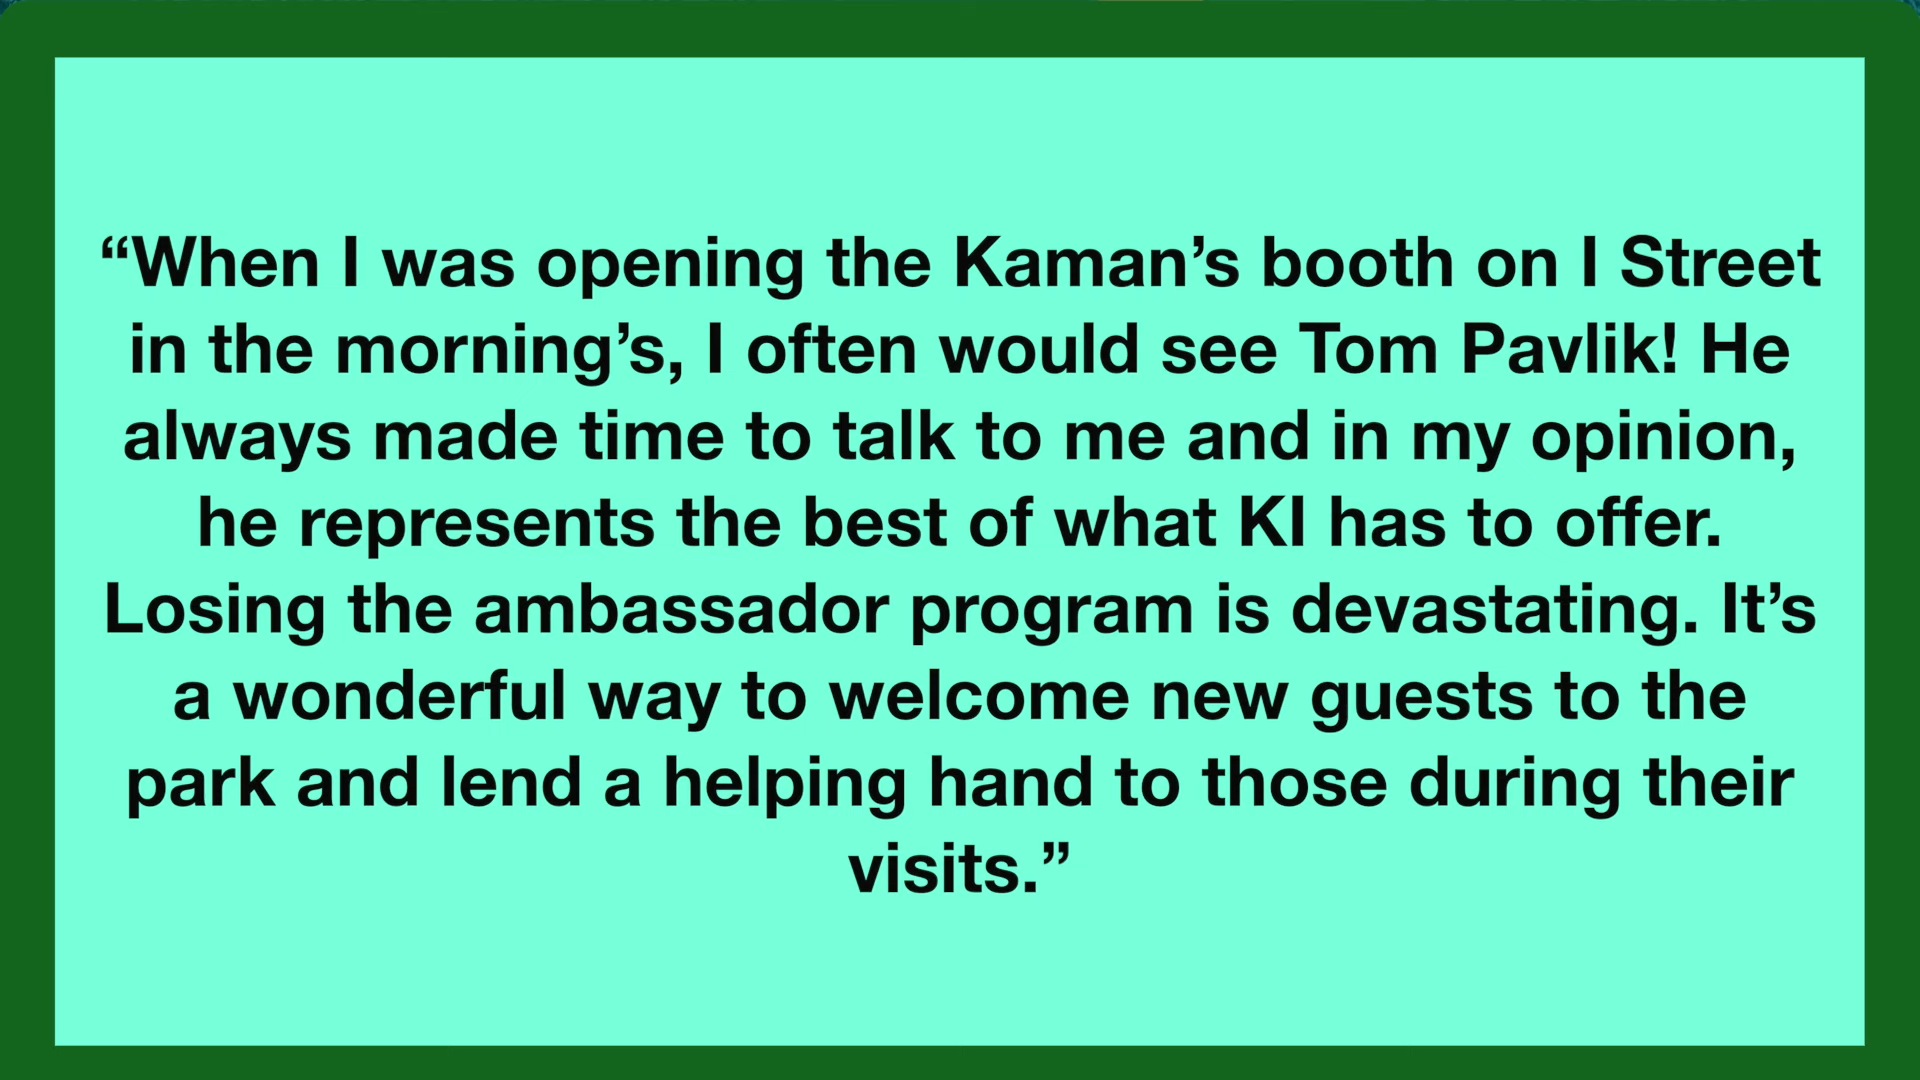 “When I was opening the Kaman’s booth on I Street
in the morning’s, I often would see Tom Pavlik! He
always made time to talk to me and in my opinion,
he represents the best of what KI has to offer.
Losing the ambassador program is devastating. It’s
a wonderful way to welcome new guests to the
park and lend a helping hand to those during their
visits.”